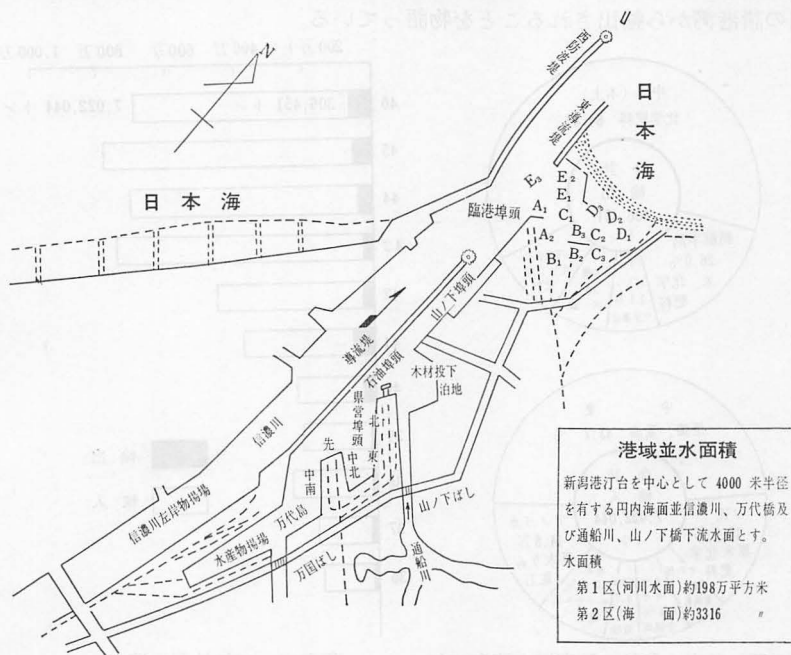 西防波堤
日本海
東導流堤
N
日本海
臨港埠頭
E3
E2
E1
A1
C1
D3
D2
A2
B3
C2
D1
B1
B2
C3
山ノ下埠頭
導流堤
石油埠頭
木材投下
泊地
県営埠頭
北
東
信濃川
先
中北
中南
万代島
信濃川左岸物揚場
水産物揚場
万国ばし
山ノ下ばし
通船川
港域並水面積
新潟港汀台を中心として 4000 米半径
を有する円内海面並信濃川、万代橋及
び通船川、山ノ下橋下流水面とす。
水面積
第1区(河川水面)約198万平方米
第2区(海　面)約3316　〃